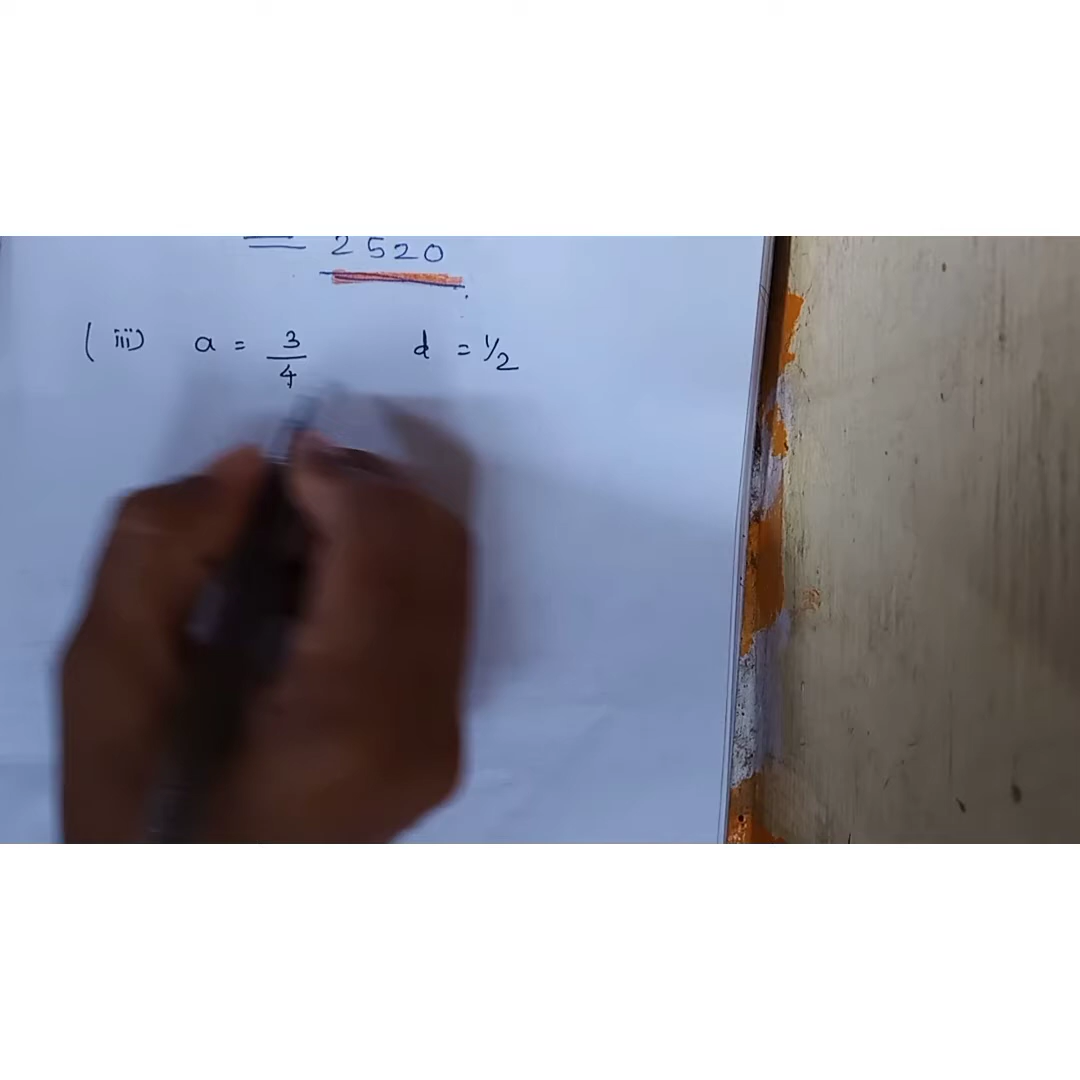 = 2520
(iii) a = 3/4 d = 1/2